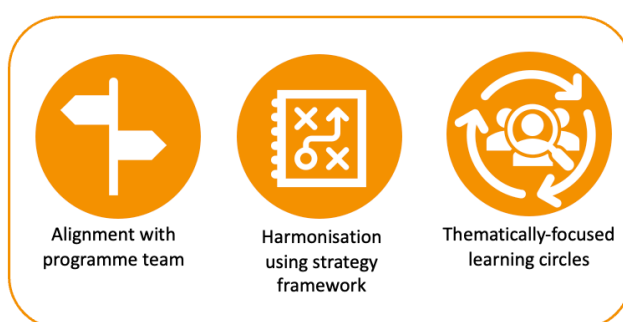 Alignment with
programme team
Harmonisation
using strategy
framework
Thematically-focused
learning circles